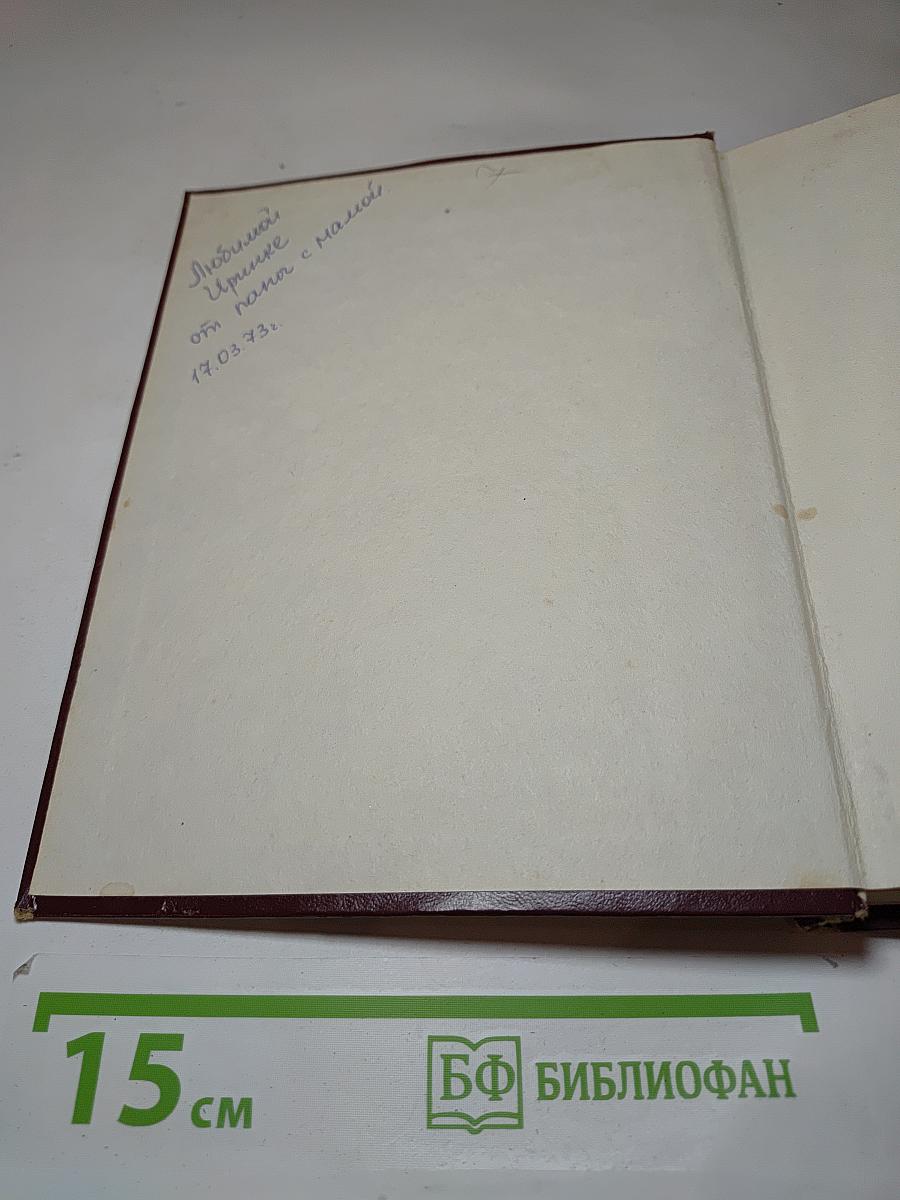 Любимой
Иринке
от папы с мамой.
17.03.73г.
15 см
БФ БИБЛИОФАН